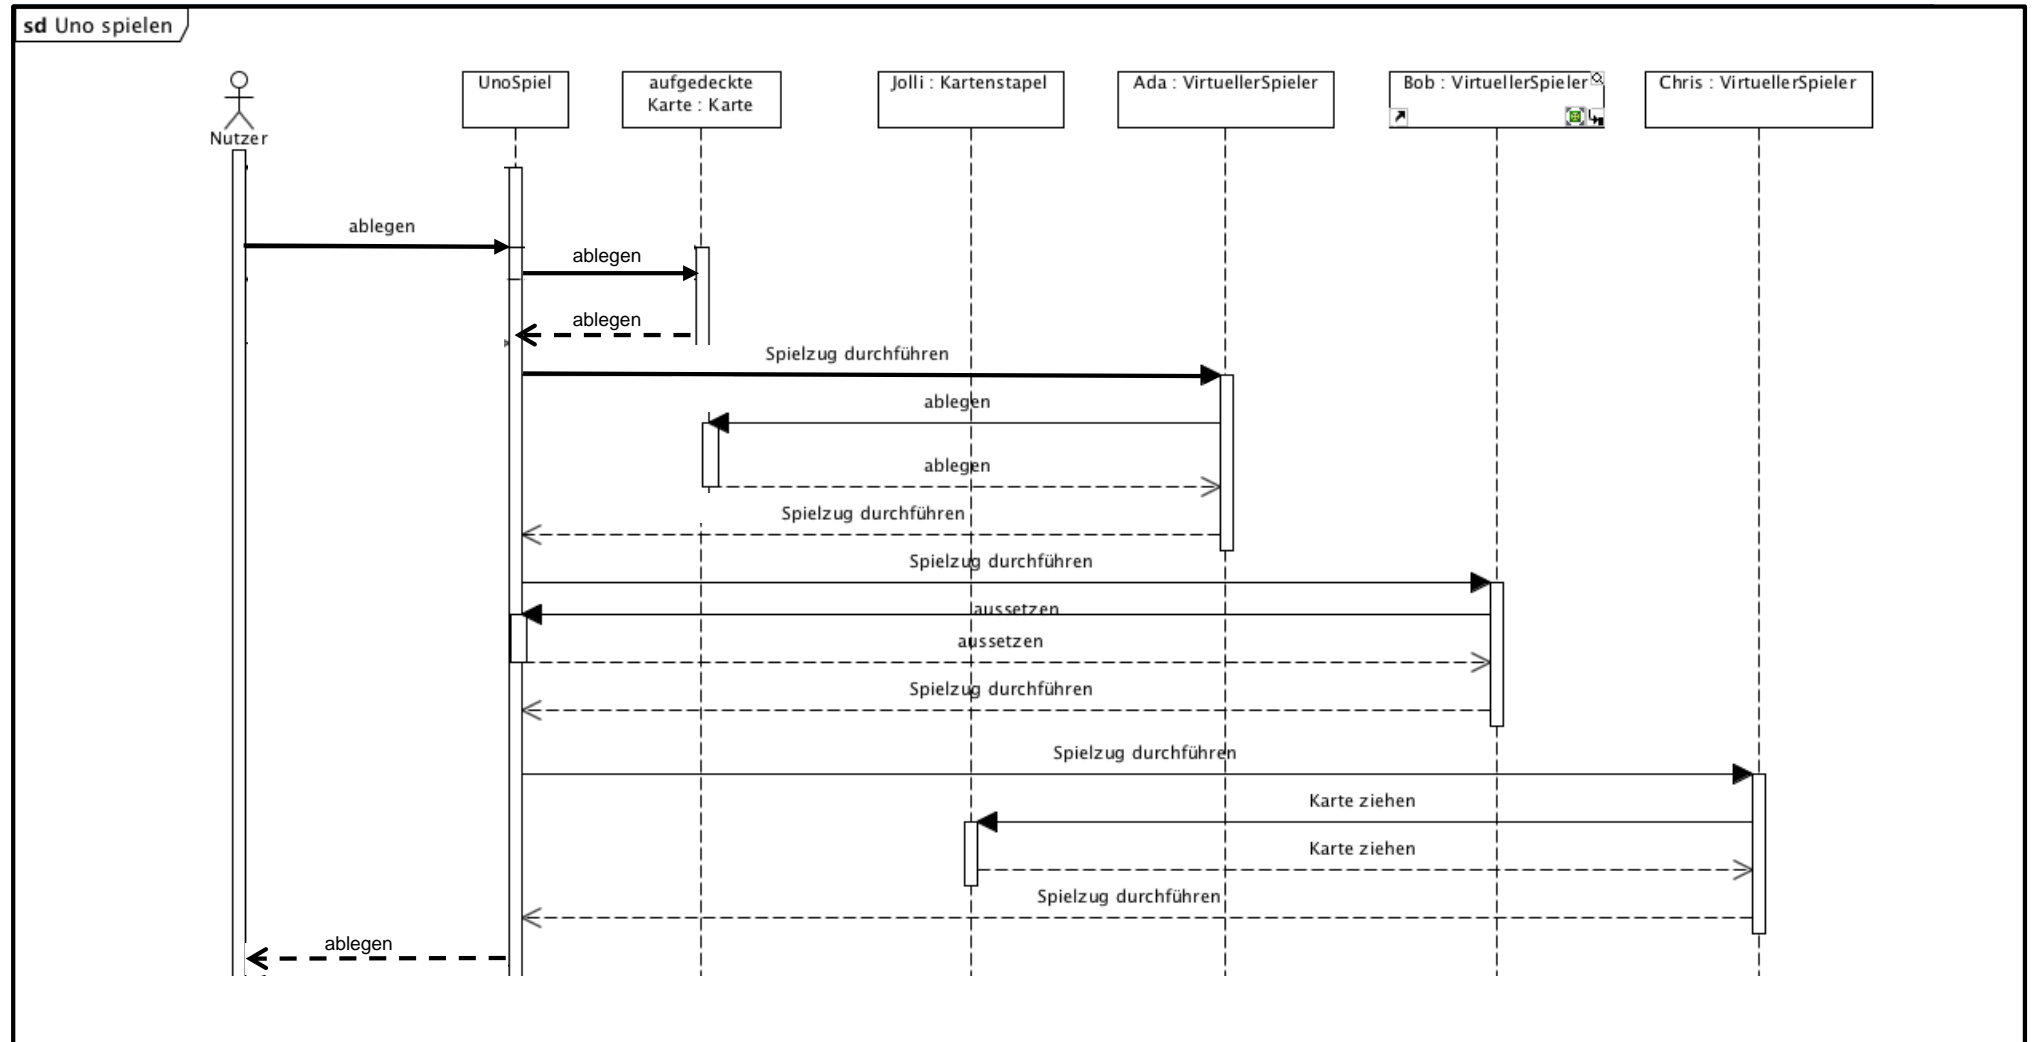 sd Uno spielen
Nutzer
UnoSpiel
aufgedeckte
Karte : Karte
Jolli : Kartenstapel
Ada : VirtuellerSpieler
Bob : VirtuellerSpieler
Chris : VirtuellerSpieler
ablegen
ablegen
ablegen
Spielzug durchführen
ablegen
ablegen
Spielzug durchführen
Spielzug durchführen
aussetzen
aussetzen
Spielzug durchführen
Spielzug durchführen
Karte ziehen
Karte ziehen
Spielzug durchführen
ablegen